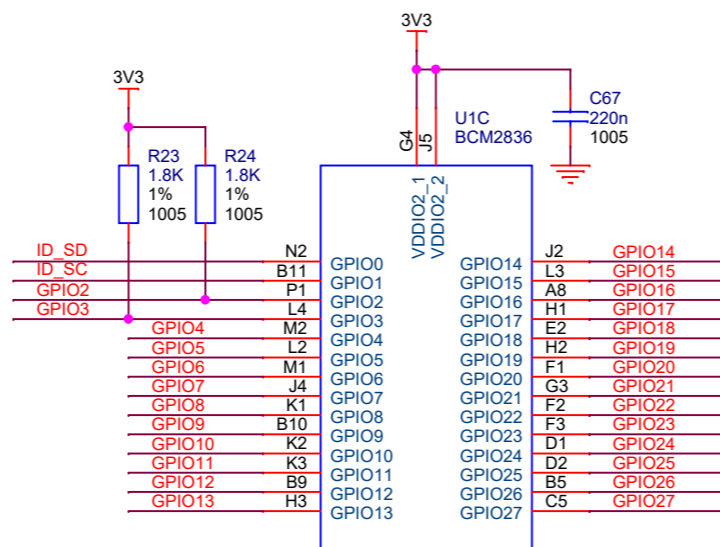 3V3
3V3
C67
220n
1005
U1C
BCM2836
G4
J5
R23
1.8K
1%
1005
R24
1.8K
1%
1005
VDDIO2_1
VDDIO2_2
ID_SD N2 GPIO0
ID_SC B11 GPIO1
GPIO2 P1 GPIO2
GPIO3 L4 GPIO3
GPIO4 M2 GPIO4
GPIO5 L2 GPIO5
GPIO6 M1 GPIO6
GPIO7 J4 GPIO7
GPIO8 K1 GPIO8
GPIO9 B10 GPIO9
GPIO10 K2 GPIO10
GPIO11 K3 GPIO11
GPIO12 B9 GPIO12
GPIO13 H3 GPIO13
GPIO14 J2 GPIO14
GPIO15 L3 GPIO15
GPIO16 A8 GPIO16
GPIO17 H1 GPIO17
GPIO18 E2 GPIO18
GPIO19 H2 GPIO19
GPIO20 F1 GPIO20
GPIO21 G3 GPIO21
GPIO22 F2 GPIO22
GPIO23 F3 GPIO23
GPIO24 D1 GPIO24
GPIO25 D2 GPIO25
GPIO26 B5 GPIO26
GPIO27 C5 GPIO27